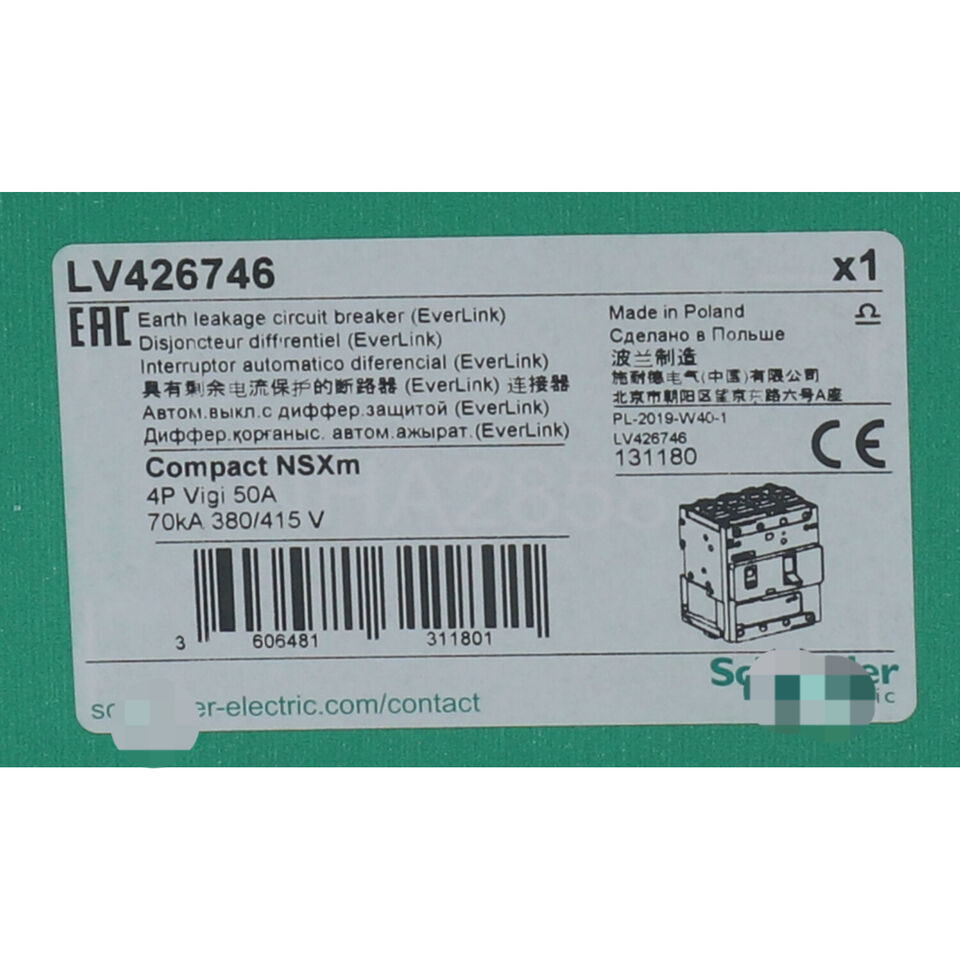 LV426746
x1
EAC
Earth leakage circuit breaker (EverLink)
Disjoncteur diff'rentiel (EverLink)
Interruptor automatico diferencial (EverLink)
具有剩余电流保护的断路器 (EverLink) 连接器
Автом.выкл.с диффер.защитой (EverLink)
Диффер.қорғаныс. автом.ажырат.(EverLink)
Made in Poland
Сделано в Польше
波兰制造
施耐德电气(中国)有限公司
北京市朝阳区望京东路六号A座
PL-2019-W40-1
LV426746
131180
CE
Compact NSXm
4P Vigi 50A
70kA 380/415 V
3 606481 311801
er-electric.com/contact